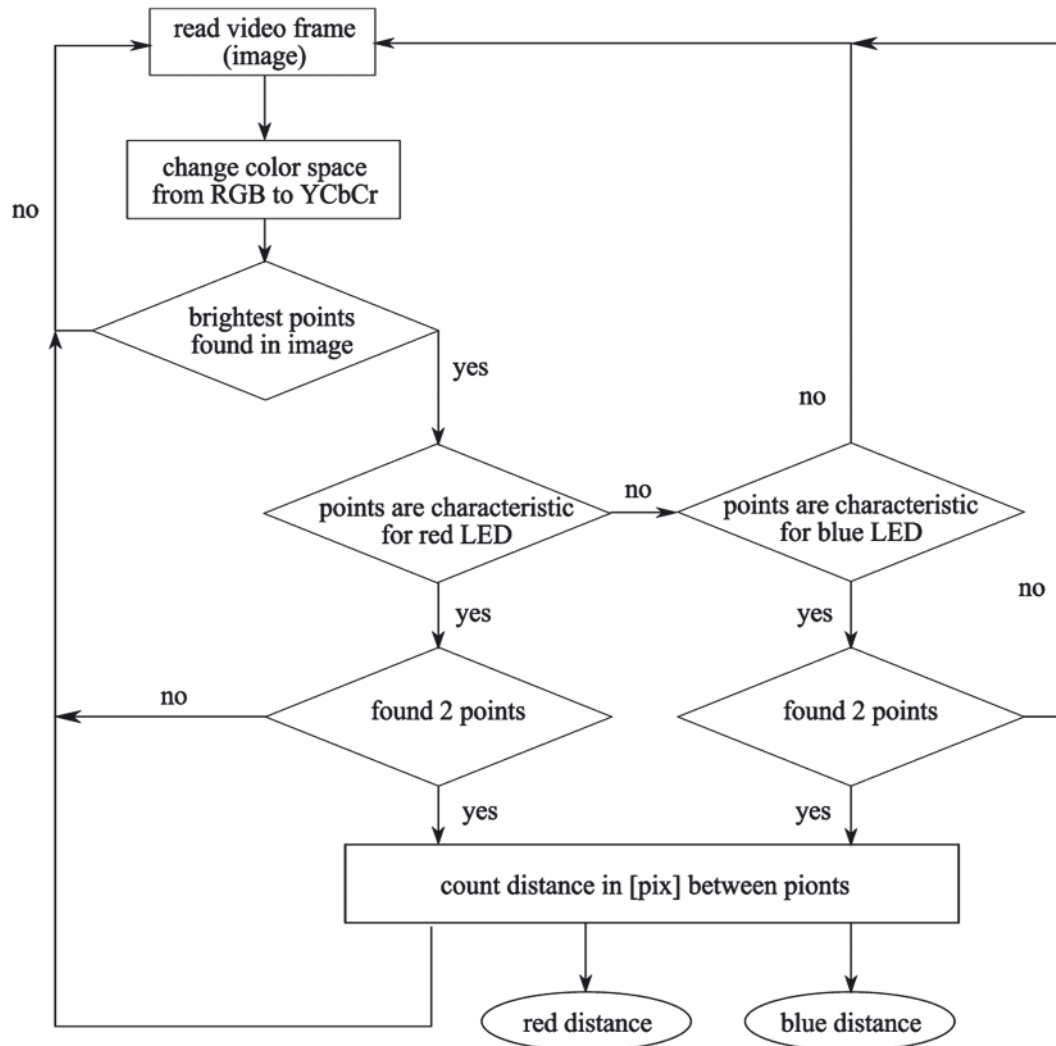 read video frame
(image)
change color space
from RGB to YCbCr
no
brightest points
found in image
yes
no
points are characteristic
for red LED
no
points are characteristic
for blue LED
no
yes
yes
no
found 2 points
found 2 points
yes
yes
count distance in [pix] between pionts
red distance
blue distance